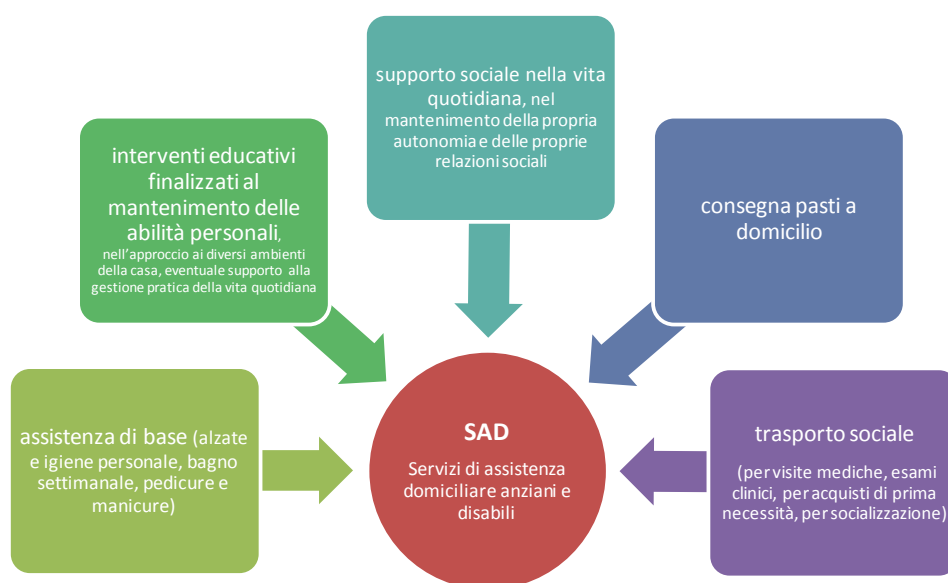 assistenza di base (alzate
e igiene personale, bagno
settimanale, pedicure e
manicure)
interventi educativi
finalizzati al
mantenimento delle
abilità personali,
nell'approccio ai diversi ambienti
della casa, eventuale supporto alla
gestione pratica della vita quotidiana
supporto sociale nella vita
quotidiana, nel
mantenimento della propria
autonomia e delle proprie
relazioni sociali
consegna pasti a
domicilio
trasporto sociale
(per visite mediche, esami
clinici, per acquisti di prima
necessità, per socializzazione)
SAD
Servizi di assistenza
domiciliare anziani e
disabili